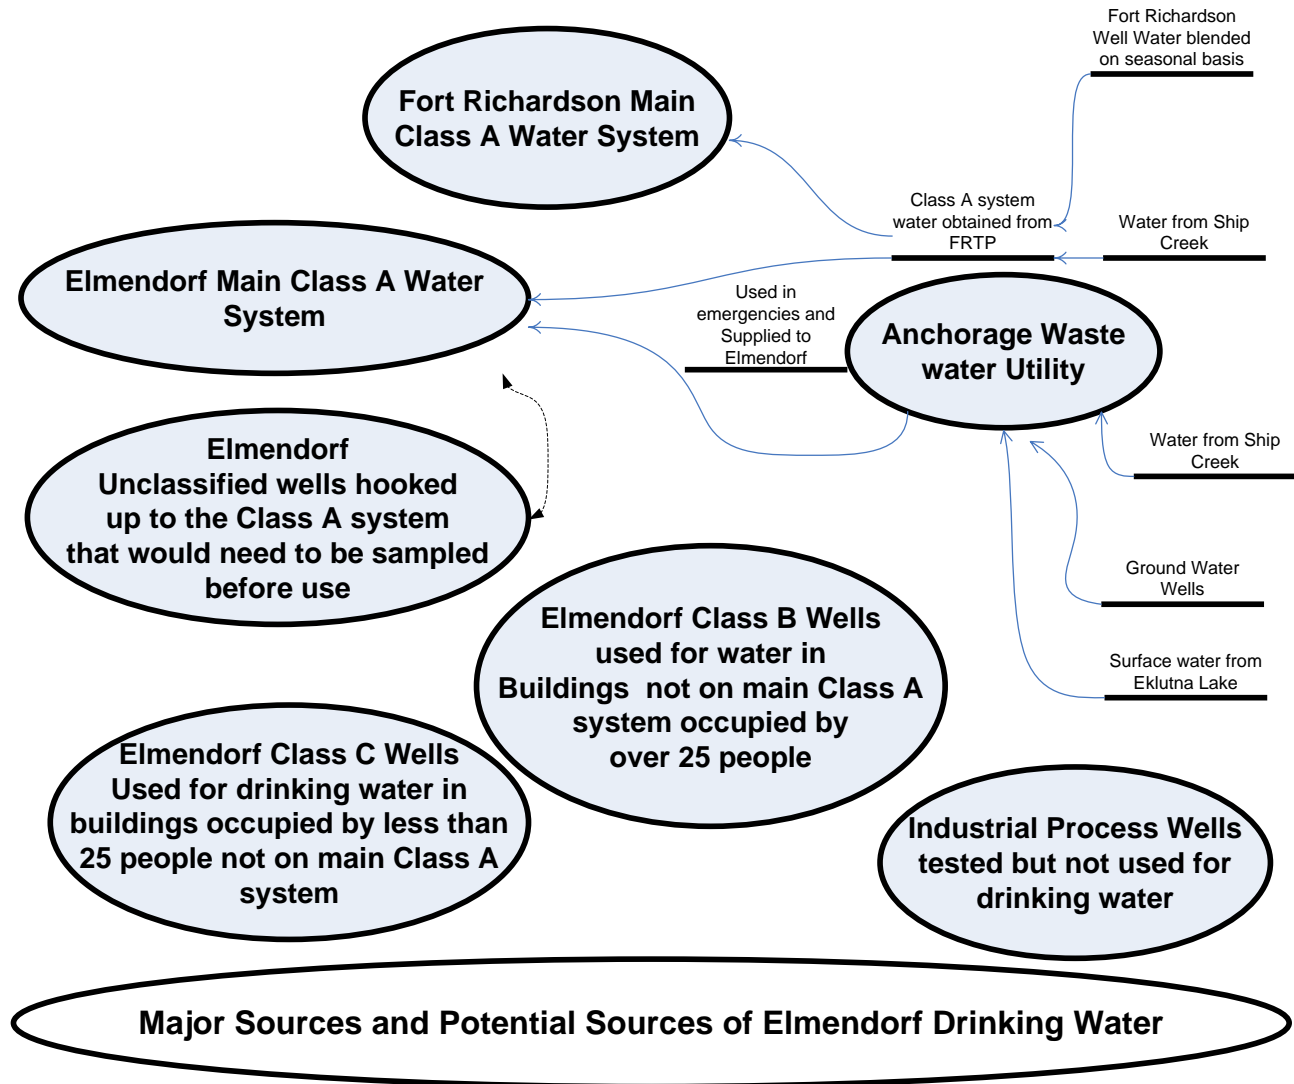 Fort Richardson
Well Water blended
on seasonal basis
Fort Richardson Main
Class A Water System
Class A system
water obtained from
FRTP
Water from Ship
Creek
Elmendorf Main Class A Water
System
Used in
emergencies and
Supplied to
Elmendorf
Anchorage Waste
water Utility
Water from Ship
Creek
Elmendorf
Unclassified wells hooked
up to the Class A system
that would need to be sampled
before use
Ground Water
Wells
Elmendorf Class B Wells
used for water in
Buildings  not on main Class A
system occupied by
over 25 people
Surface water from
Eklutna Lake
Elmendorf Class C Wells
Used for drinking water in
buildings occupied by less than
25 people not on main Class A
system
Industrial Process Wells
tested but not used for
drinking water
Major Sources and Potential Sources of Elmendorf Drinking Water